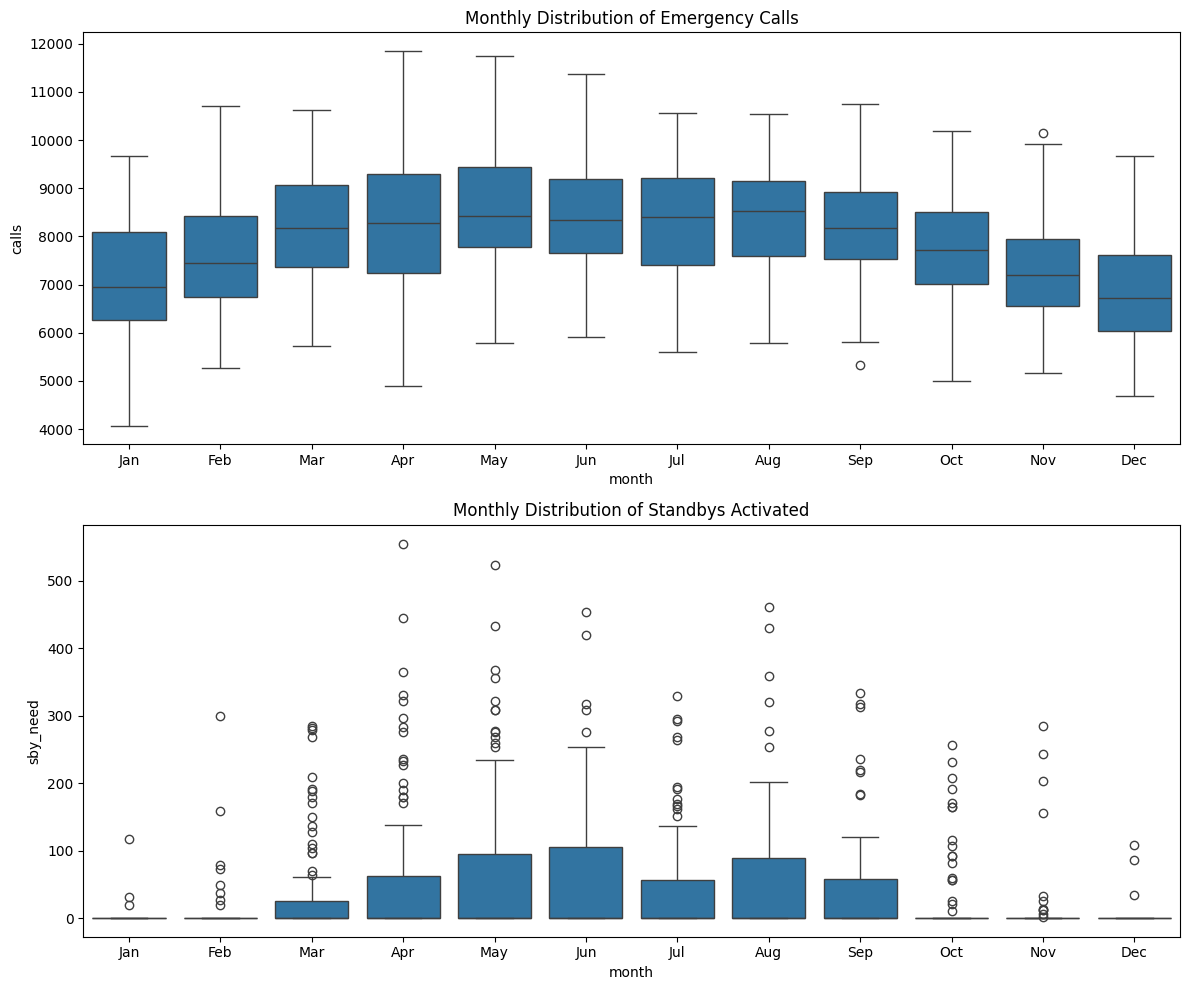 Monthly Distribution of Emergency Calls
12000
11000
10000
9000
8000
7000
6000
5000
4000
calls
Jan Feb Mar Apr May Jun Jul Aug Sep Oct Nov Dec
month
Monthly Distribution of Standbys Activated
500
400
300
200
100
0
sby_need
Jan Feb Mar Apr May Jun Jul Aug Sep Oct Nov Dec
month